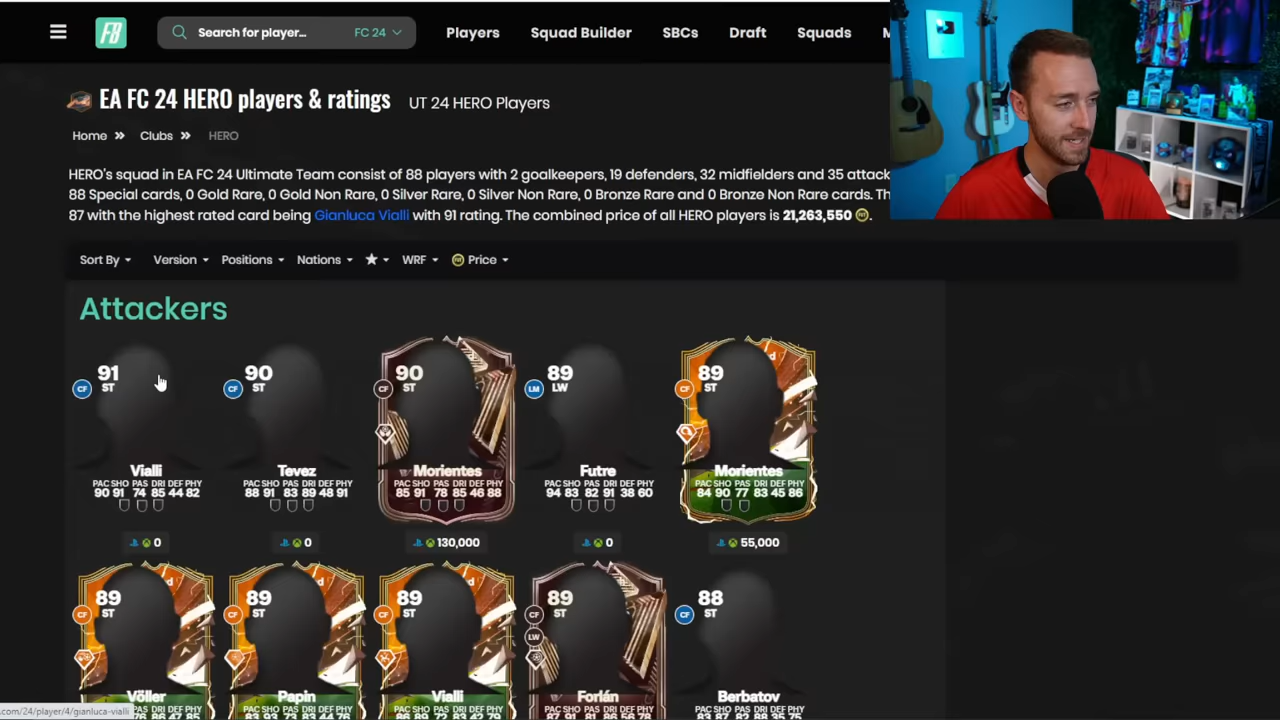 FB
Search for player...
FC 24
Players
Squad Builder
SBCs
Draft
Squads
M
EA FC 24 HERO players & ratings
UT 24 HERO Players
Home » Clubs » HERO
HERO's squad in EA FC 24 Ultimate Team consist of 88 players with 2 goalkeepers, 19 defenders, 32 midfielders and 35 attack
88 Special cards, 0 Gold Rare, 0 Gold Non Rare, 0 Silver Rare, 0 Silver Non Rare, 0 Bronze Rare and 0 Bronze Non Rare cards. Th
87 with the highest rated card being Gianluca Vialli with 91 rating. The combined price of all HERO players is 21,263,550
Sort By
Version
Positions
Nations
WRF
Price
Attackers
91
ST
CF
Vialli
PAC SHO PAS DRI DEF PHY
90 91 74 85 44 82
0
90
ST
CF
Tevez
PAC SHO PAS DRI DEF PHY
88 91 83 89 48 91
0
90
ST
CF
Morientes
PAC SHO PAS DRI DEF PHY
85 91 78 85 46 88
130,000
89
LW
LM
Futre
PAC SHO PAS DRI DEF PHY
94 83 82 91 38 60
0
89
ST
CF
Morientes
PAC SHO PAS DRI DEF PHY
84 90 77 83 45 86
55,000
89
ST
CF
Völler
89
ST
CF
Papin
89
ST
CF
Vialli
89
ST
CF
LW
Forlán
88
ST
CF
Berbatov
.com/24/player/4/gianluca-vialli